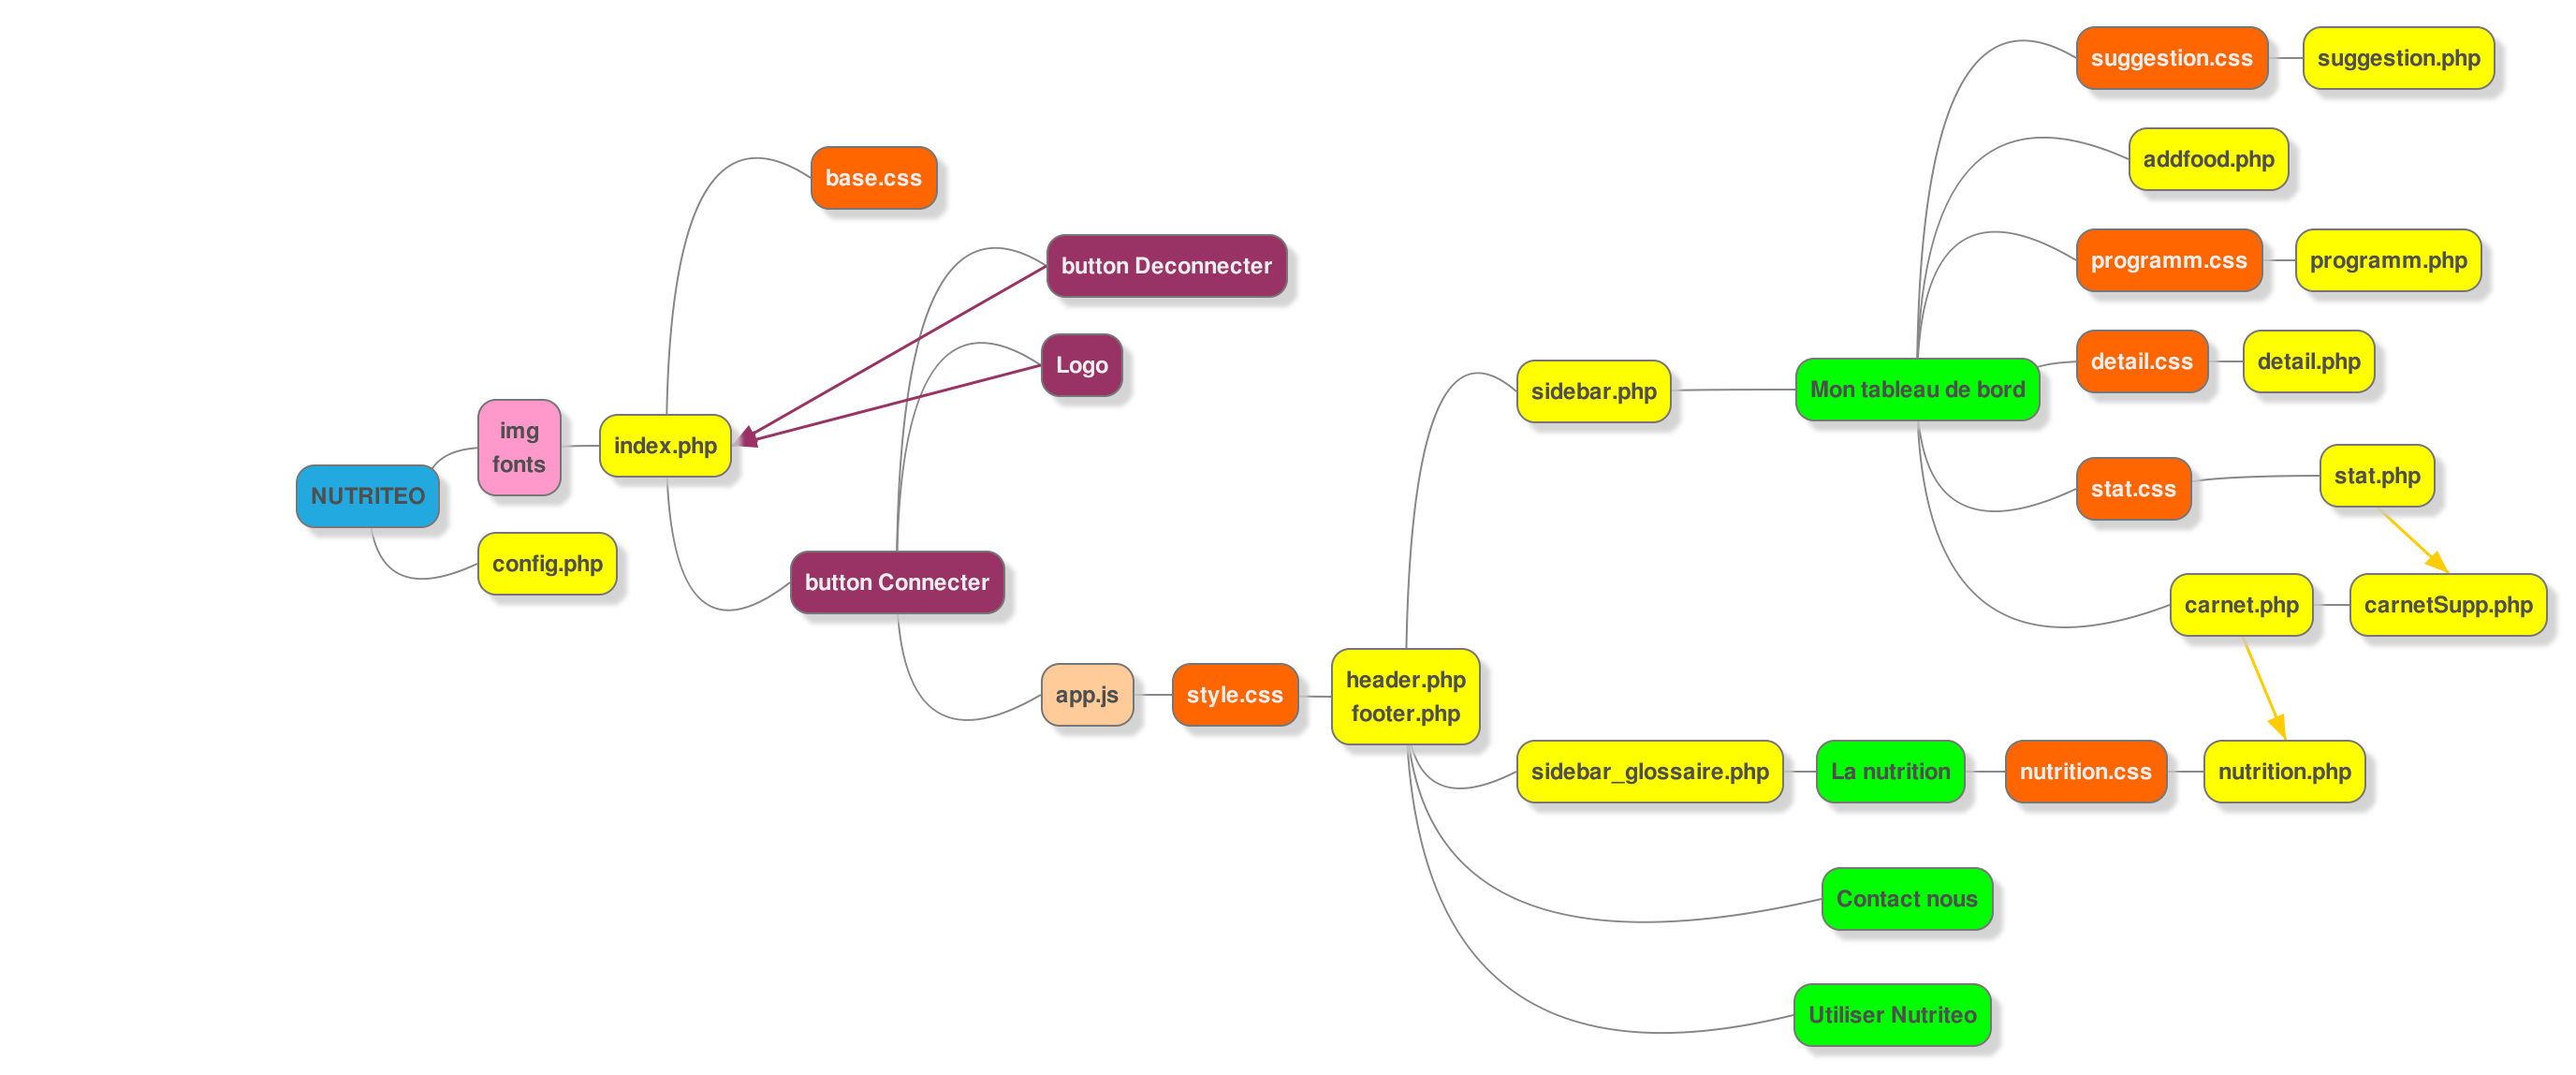 NUTRITEO
img
fonts
config.php
index.php
base.css
button Connecter
button Deconnecter
Logo
app.js
style.css
header.php
footer.php
sidebar.php
Mon tableau de bord
suggestion.css
suggestion.php
addfood.php
programm.css
programm.php
detail.css
detail.php
stat.css
stat.php
carnet.php
carnetSupp.php
sidebar_glossaire.php
La nutrition
nutrition.css
nutrition.php
Contact nous
Utiliser Nutriteo